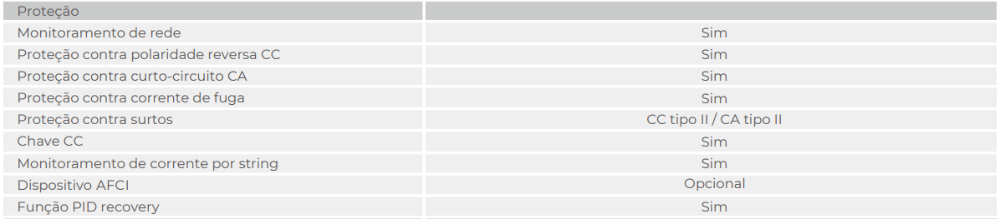 Proteção
Monitoramento de rede Sim
Proteção contra polaridade reversa CC Sim
Proteção contra curto-circuito CA Sim
Proteção contra corrente de fuga Sim
Proteção contra surtos CC tipo II / CA tipo II
Chave CC Sim
Monitoramento de corrente por string Sim
Dispositivo AFCI Opcional
Função PID recovery Sim